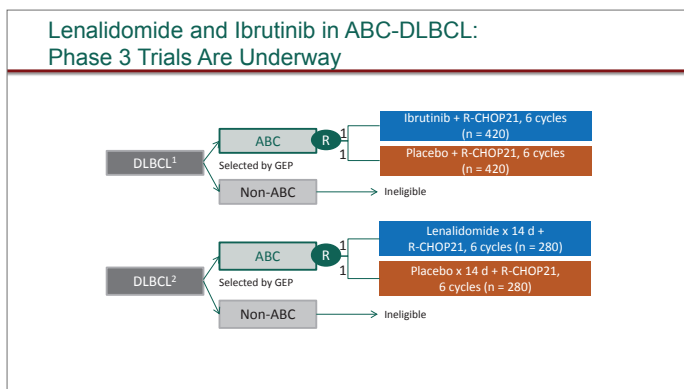 Lenalidomide and Ibrutinib in ABC-DLBCL:
Phase 3 Trials Are Underway
DLBCL¹
ABC
Selected by GEP
Non-ABC
R
1
1
Ibrutinib + R-CHOP21, 6 cycles
(n = 420)
Placebo + R-CHOP21, 6 cycles
(n = 420)
Ineligible
DLBCL²
ABC
Selected by GEP
Non-ABC
R
1
1
Lenalidomide x 14 d +
R-CHOP21, 6 cycles (n = 280)
Placebo x 14 d + R-CHOP21,
6 cycles (n = 280)
Ineligible